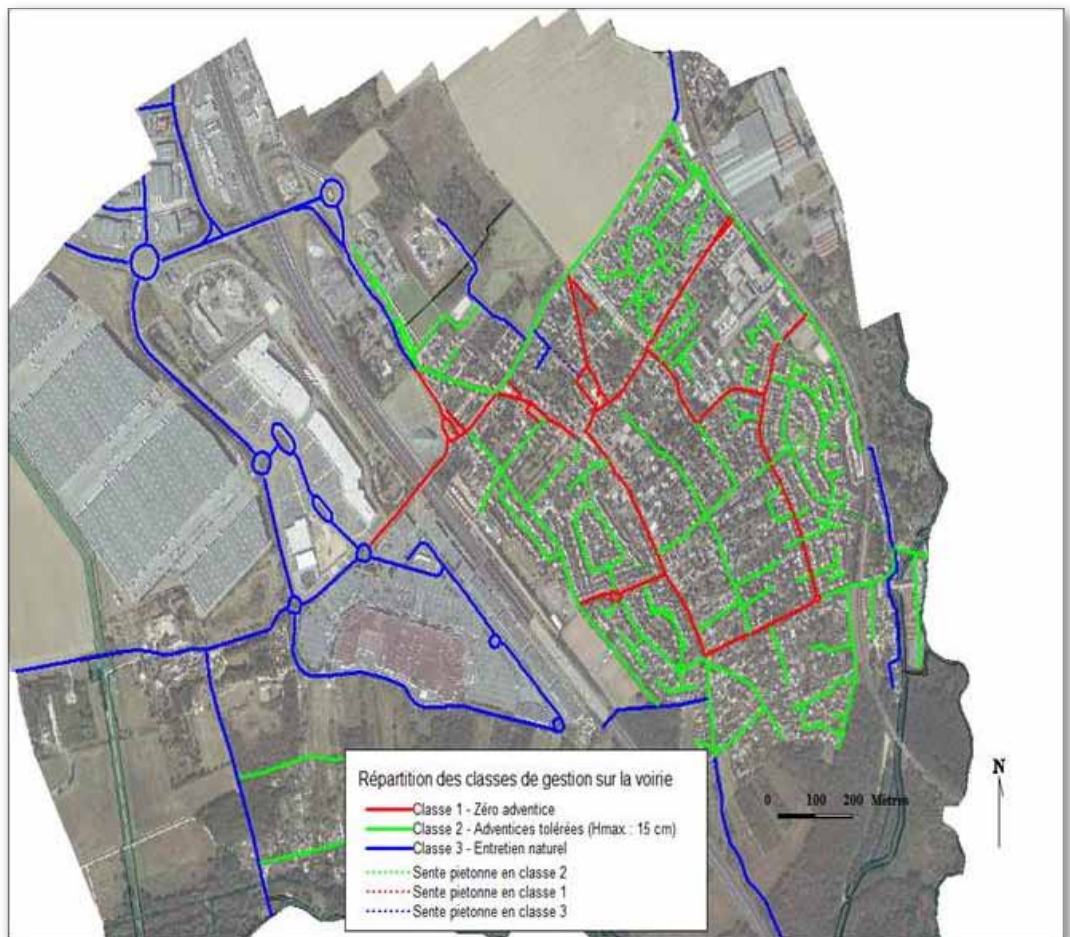 N
0 100 200 Mètres
Répartition des classes de gestion sur la voirie
Classe 1 - Zéro adventice
Classe 2 - Adventices tolérées (Hmax : 15 cm)
Classe 3 - Entretien naturel
Sente pietonne en classe 2
Sente pietonne en classe 1
Sente pietonne en classe 3